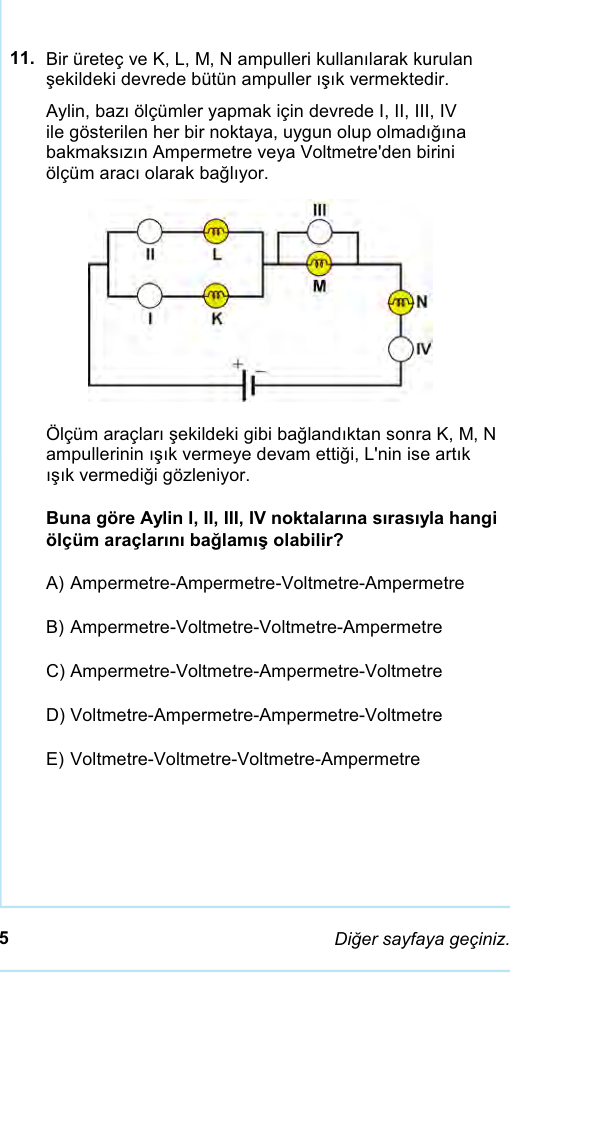 11. Bir üreteç ve K, L, M, N ampulleri kullanılarak kurulan
şekildeki devrede bütün ampuller ışık vermektedir.
Aylin, bazı ölçümler yapmak için devrede I, II, III, IV
ile gösterilen her bir noktaya, uygun olup olmadığına
bakmaksızın Ampermetre veya Voltmetre'den birini
ölçüm aracı olarak bağlıyor.
III
II
L
M
I
K
N
IV
+
−
Ölçüm araçları şekildeki gibi bağlandıktan sonra K, M, N
ampullerinin ışık vermeye devam ettiği, L'nin ise artık
ışık vermediği gözleniyor.
Buna göre Aylin I, II, III, IV noktalarına sırasıyla hangi
ölçüm araçlarını bağlamış olabilir?
A) Ampermetre-Ampermetre-Voltmetre-Ampermetre
B) Ampermetre-Voltmetre-Voltmetre-Ampermetre
C) Ampermetre-Voltmetre-Ampermetre-Voltmetre
D) Voltmetre-Ampermetre-Ampermetre-Voltmetre
E) Voltmetre-Voltmetre-Voltmetre-Ampermetre
5
Diğer sayfaya geçiniz.